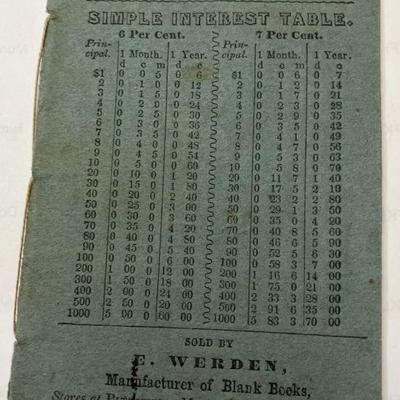 SIMPLE INTEREST TABLE.
6 Per Cent. 7 Per Cent.
Prin- 1 Month. 1 Year. Prin- 1 Month. 1 Year.
cipal. d c m d c cipal. d c m d c
$1 0 0 5 0 6 $1 0 0 6 0 7
2 0 1 0 0 12 2 0 1 2 0 14
3 0 1 5 0 18 3 0 1 7 0 21
4 0 2 0 0 24 4 0 2 3 0 28
5 0 2 5 0 30 5 0 2 9 0 35
6 0 3 0 0 36 6 0 3 5 0 42
7 0 3 5 0 42 7 0 4 1 0 49
8 0 4 0 0 48 8 0 4 7 0 56
9 0 4 5 0 54 9 0 5 3 0 63
10 0 5 0 0 60 10 0 5 8 0 70
20 0 10 0 1 20 20 0 11 7 1 40
30 0 15 0 1 80 30 0 17 5 2 10
40 0 20 0 2 40 40 0 23 2 2 80
50 0 25 0 3 00 50 0 29 1 3 50
60 0 30 0 3 60 60 0 35 0 4 20
70 0 35 0 4 20 70 0 40 8 5 60
80 0 40 0 4 80 80 0 46 6 5 90
90 0 45 0 5 40 90 0 52 5 6 30
100 0 50 0 6 00 100 0 58 3 7 00
200 1 00 0 12 00 200 1 16 6 14 00
300 1 50 0 18 00 300 1 75 0 21 00
400 2 00 0 00 400 2 33 3 28 00
500 2 50 0 00 500 2 91 6 35 00
1000 5 00 0 60 00 1000 5 83 3 70 00
SOLD BY
E. WERDEN,
Manufacturer of Blank Books,
Stores at